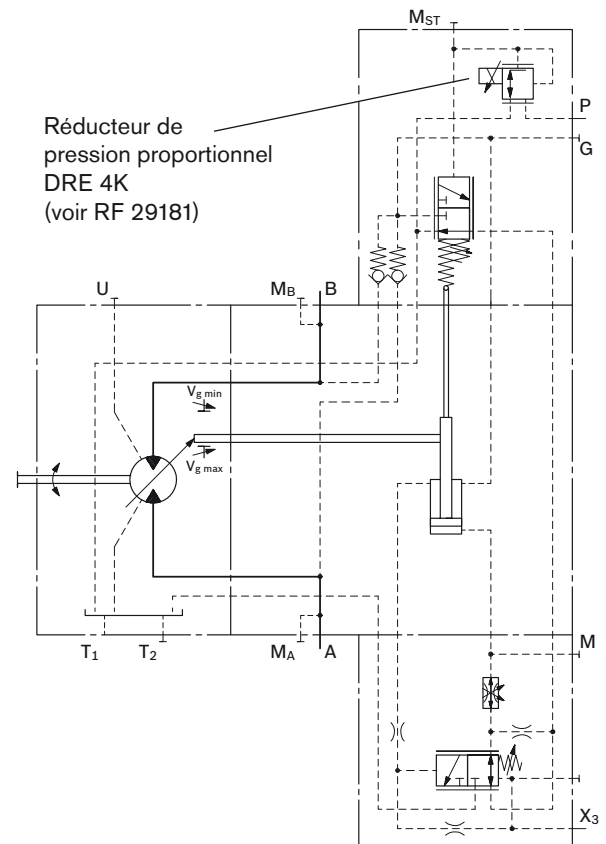 MST
P
G
Réducteur de
pression proportionnel
DRE 4K
(voir RF 29181)
U
MB
B
Vg min
Vg max
T1
T2
MA
A
M
X3